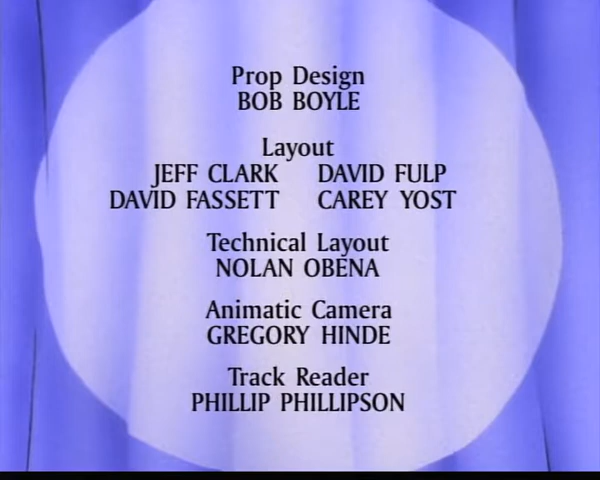 Prop Design
BOB BOYLE
Layout
JEFF CLARK DAVID FULP
DAVID FASSETT CAREY YOST
Technical Layout
NOLAN OBENA
Animatic Camera
GREGORY HINDE
Track Reader
PHILLIP PHILLIPSON